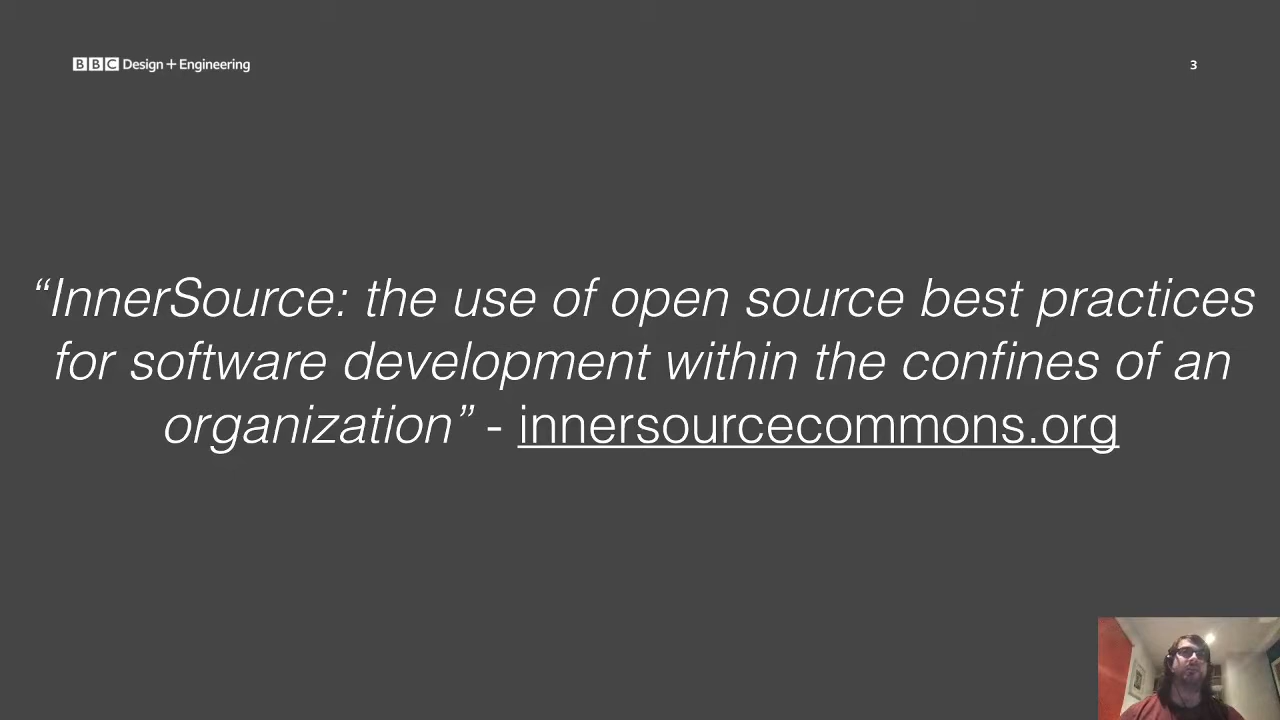 BBC Design + Engineering
3
“InnerSource: the use of open source best practices
for software development within the confines of an
organization” - innersourcecommons.org